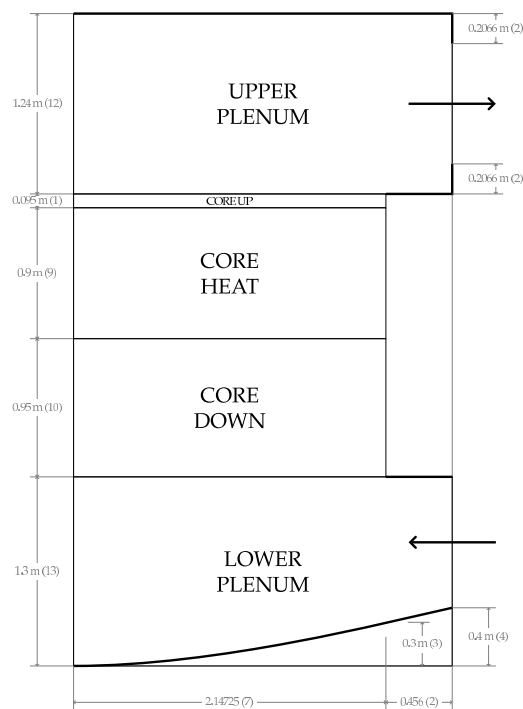 0.2066 m (2)
UPPER
PLENUM
1.24 m (12)
0.2066 m (2)
0.095 m (1)
CORE UP
CORE
HEAT
0.9 m (9)
CORE
DOWN
0.95 m (10)
LOWER
PLENUM
1.3 m (13)
0.3 m (3)
0.4 m (4)
2.14725 (7)
0.456 (2)